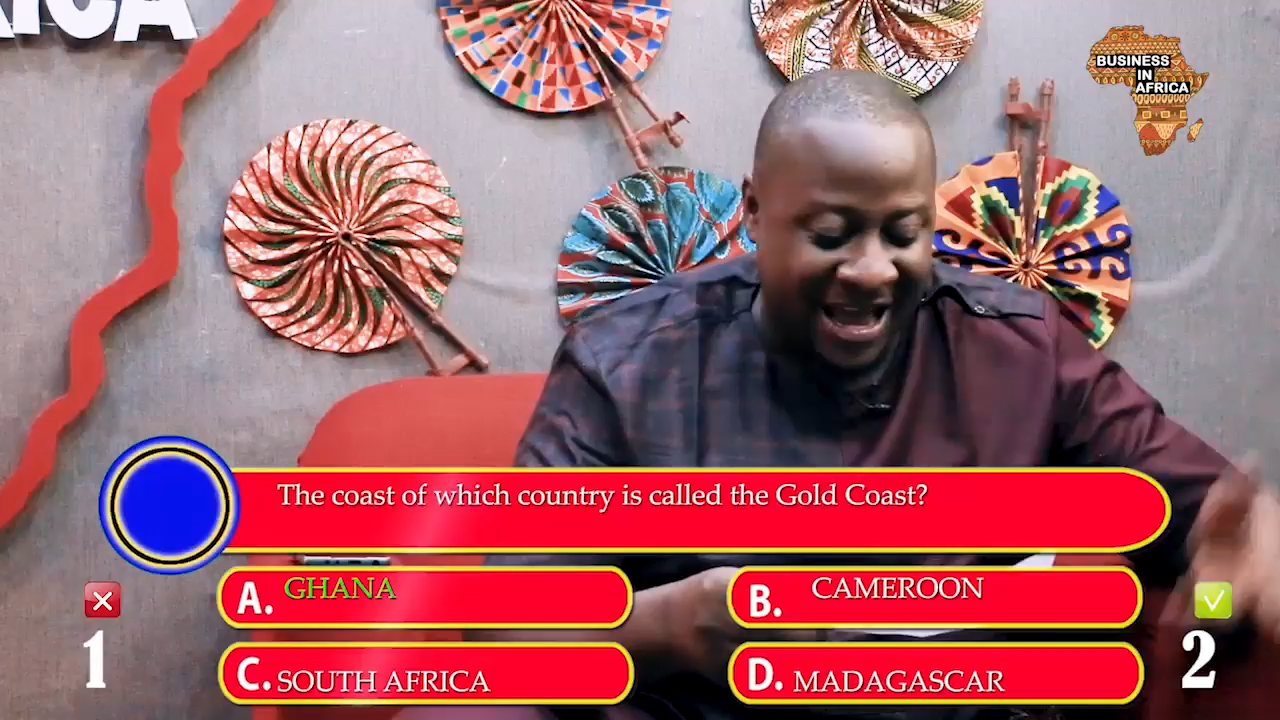 BUSINESS
IN
AFRICA
The coast of which country is called the Gold Coast?
A. GHANA
B. CAMEROON
C. SOUTH AFRICA
D. MADAGASCAR
1
2